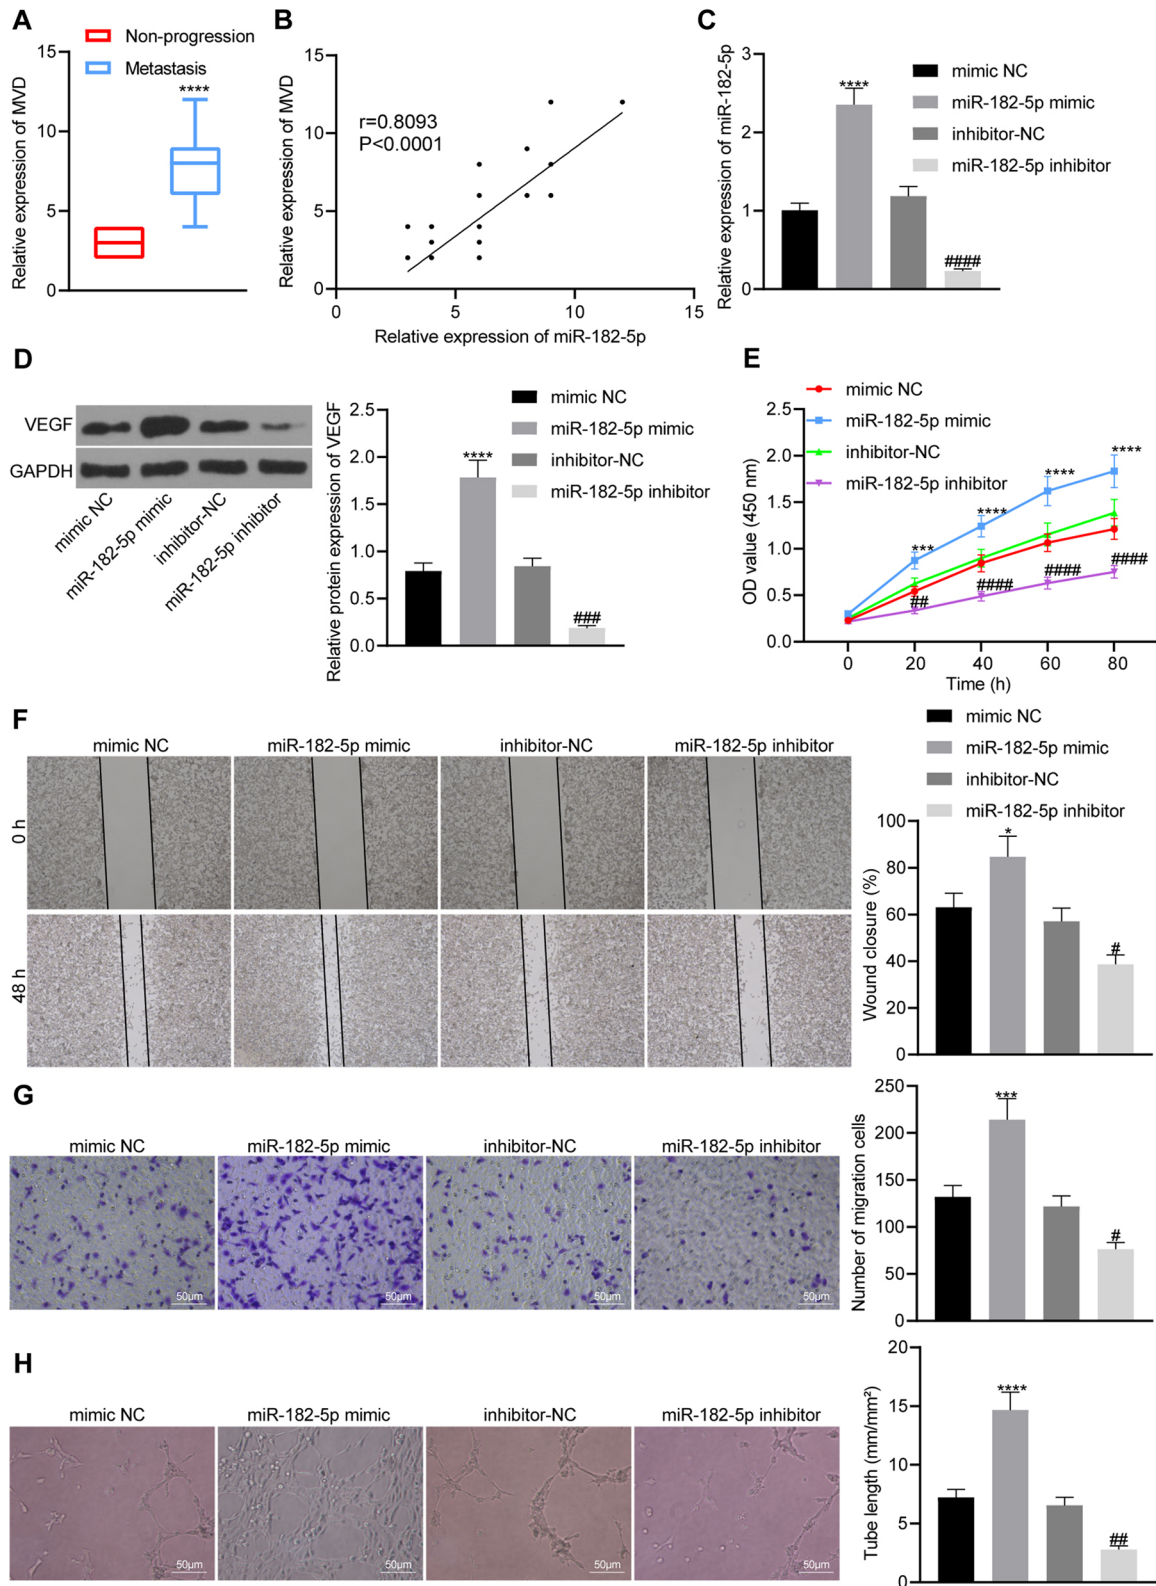 A
Non-progression
Metastasis
****
Relative expression of MVD
15
10
5
0
B
r=0.8093
P<0.0001
Relative expression of MVD
15
10
5
0
0
5
10
15
Relative expression of miR-182-5p
C
mimic NC
miR-182-5p mimic
inhibitor-NC
miR-182-5p inhibitor
****
####
Relative expression of miR-182-5p
3
2
1
0
D
VEGF
GAPDH
mimic NC
miR-182-5p mimic
inhibitor-NC
miR-182-5p inhibitor
mimic NC
miR-182-5p mimic
inhibitor-NC
miR-182-5p inhibitor
****
###
Relative protein expression of VEGF
2.5
2.0
1.5
1.0
0.5
0.0
E
mimic NC
miR-182-5p mimic
inhibitor-NC
miR-182-5p inhibitor
OD value (450 nm)
2.5
2.0
1.5
1.0
0.5
0.0
***
****
****
****
##
####
####
####
0
20
40
60
80
Time (h)
F
mimic NC
miR-182-5p mimic
inhibitor-NC
miR-182-5p inhibitor
0 h
48 h
mimic NC
miR-182-5p mimic
inhibitor-NC
miR-182-5p inhibitor
Wound closure (%)
100
80
60
40
20
0
*
#
G
mimic NC
miR-182-5p mimic
inhibitor-NC
miR-182-5p inhibitor
50μm
50μm
50μm
50μm
Number of migration cells
250
200
150
100
50
0
***
#
H
mimic NC
miR-182-5p mimic
inhibitor-NC
miR-182-5p inhibitor
50μm
50μm
50μm
50μm
Tube length (mm/mm²)
20
15
10
5
0
****
##